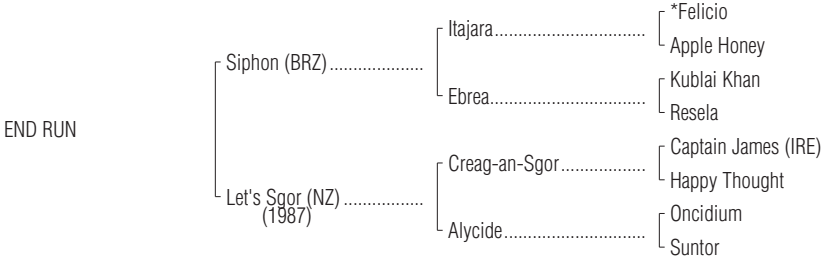 *Felicio
Itajara..............................
Apple Honey
Siphon (BRZ)....................
Kublai Khan
Ebrea.................................
Resela
END RUN
Captain James (IRE)
Creag-an-Sgor..................
Happy Thought
Let's Sgor (NZ).................
(1987)
Oncidium
Alycide..............................
Suntor